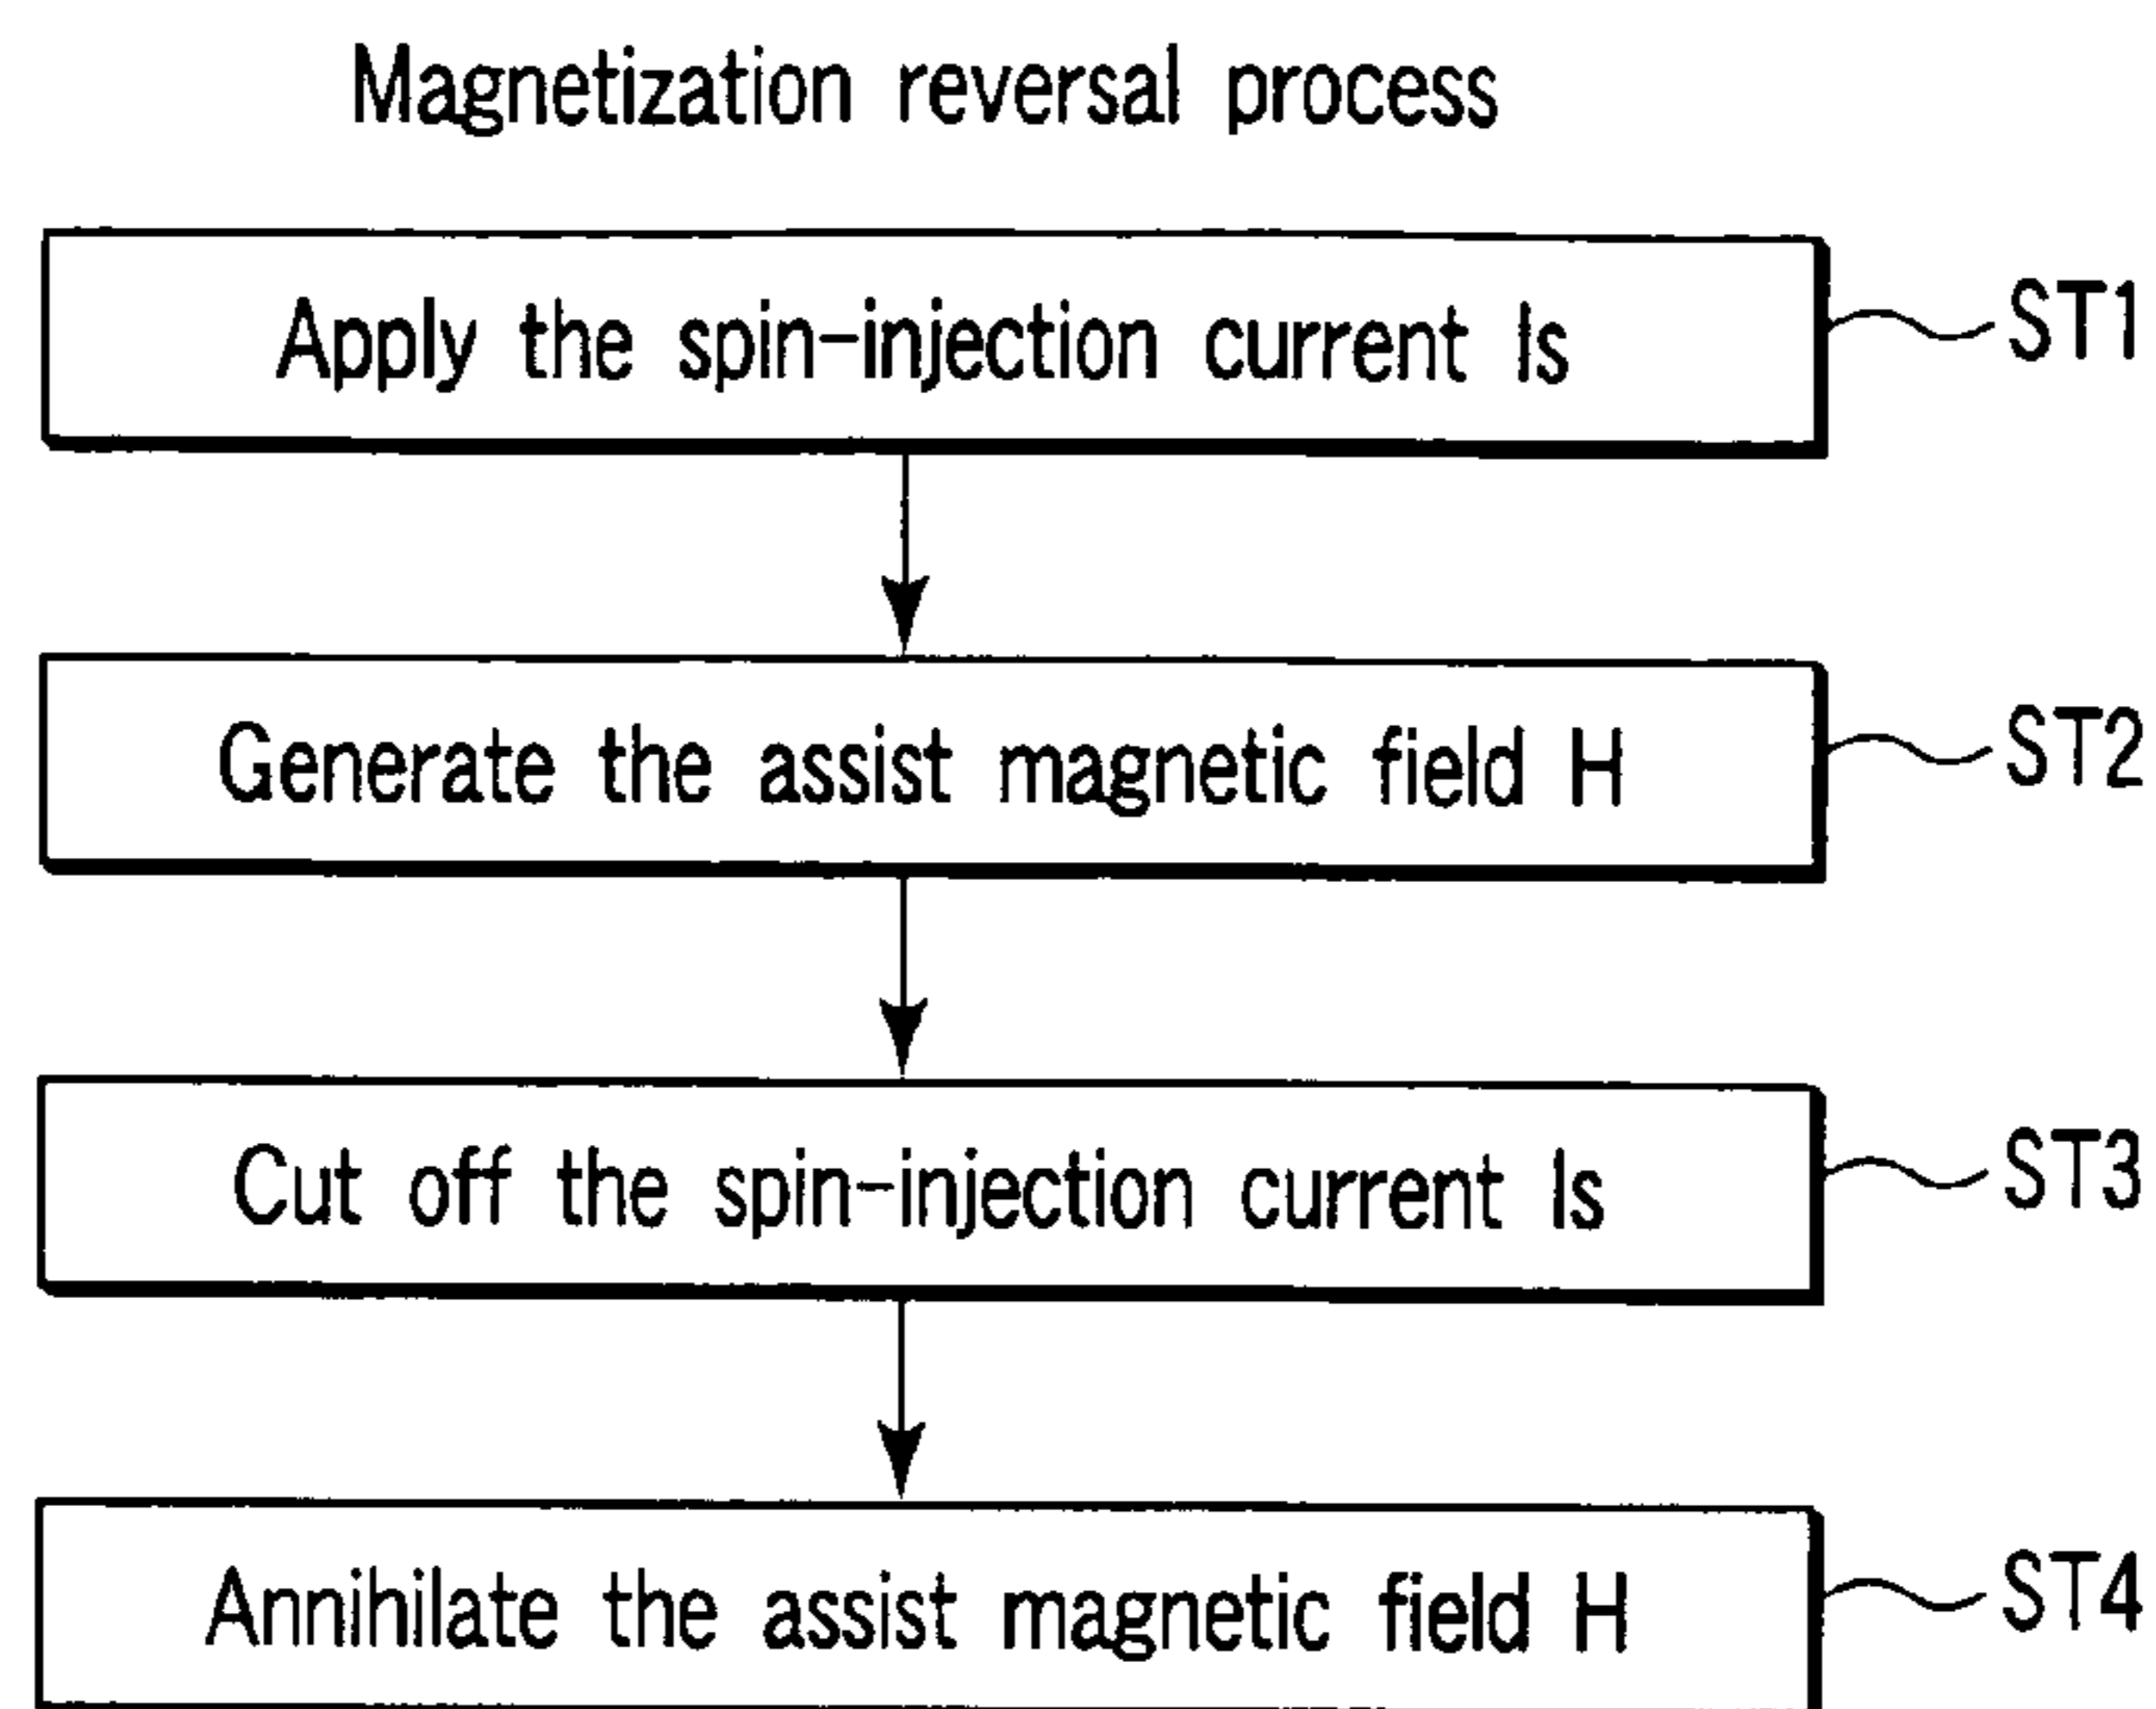 Magnetization reversal process
Apply the spin-injection current Is
ST1
Generate the assist magnetic field H
ST2
Cut off the spin-injection current Is
ST3
Annihilate the assist magnetic field H
ST4